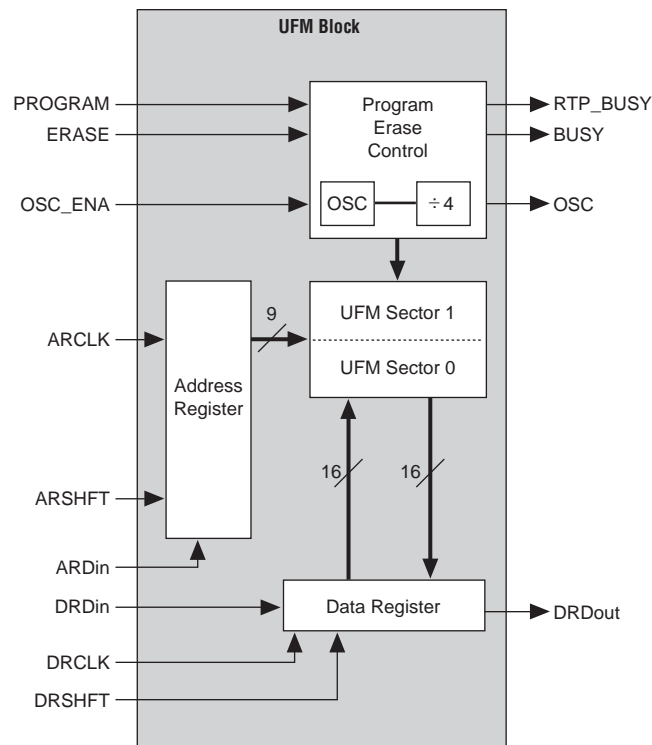 UFM Block
PROGRAM
ERASE
OSC_ENA
Program
Erase
Control
OSC
÷ 4
RTP_BUSY
BUSY
OSC
ARCLK
ARSHFT
ARDin
Address
Register
9
UFM Sector 1
UFM Sector 0
16
16
DRDin
DRCLK
DRSHFT
Data Register
DRDout